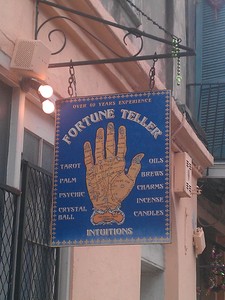 OVER 40 YEARS EXPERIENCE
FORTUNE TELLER
TAROT
PALM
PSYCHIC
CRYSTAL
BALL
OILS
BREWS
CHARMS
INCENSE
CANDLES
INTUITIONS